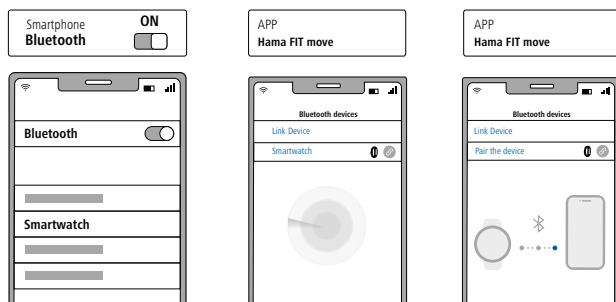 Smartphone
Bluetooth
ON
Bluetooth
Smartwatch
APP
Hama FIT move
Bluetooth devices
Link Device
Smartwatch
APP
Hama FIT move
Bluetooth devices
Link Device
Pair the device